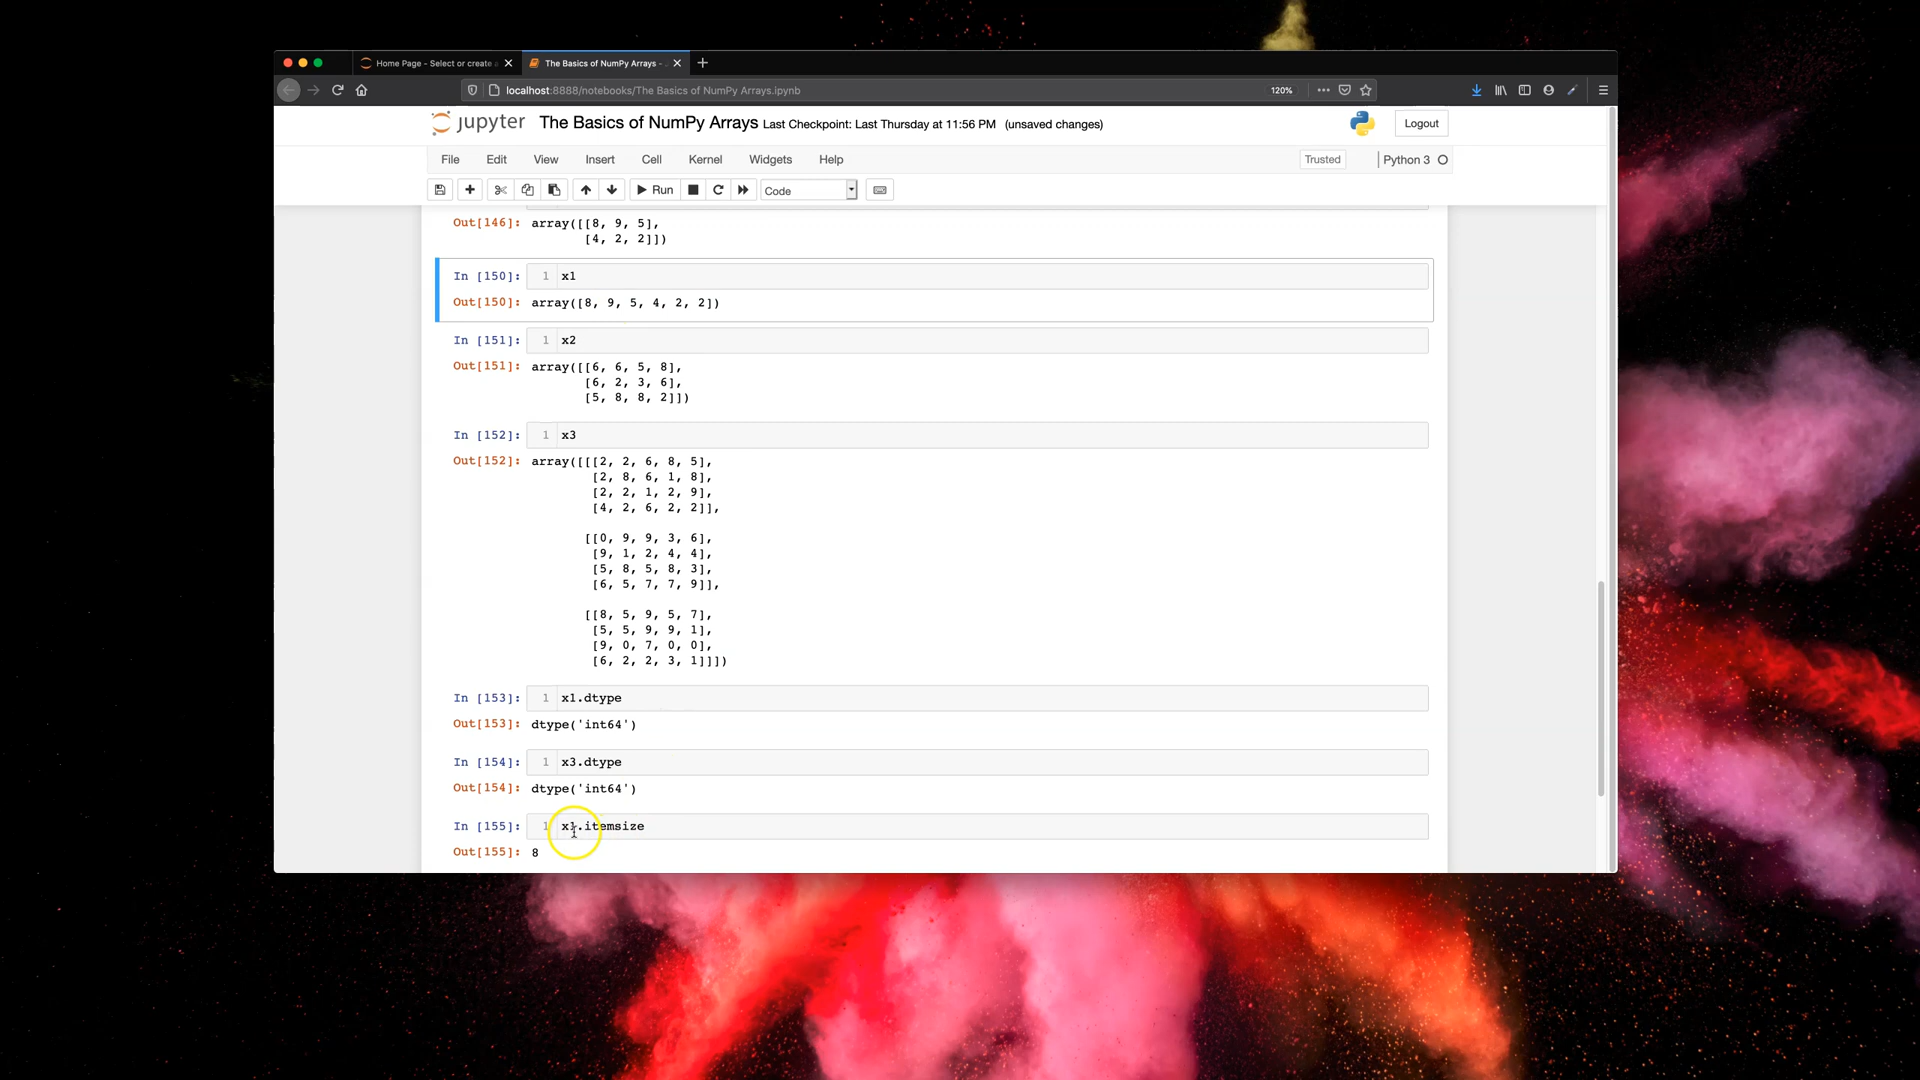 Home Page - Select or create a
The Basics of NumPy Arrays -
localhost:8888/notebooks/The Basics of NumPy Arrays.ipynb
120%
jupyter The Basics of NumPy Arrays Last Checkpoint: Last Thursday at 11:56 PM (unsaved changes)
Logout
File Edit View Insert Cell Kernel Widgets Help
Trusted
Python 3
Run
Code
Out[146]: array([[8, 9, 5],
[4, 2, 2]])
In [150]: 1 x1
Out[150]: array([8, 9, 5, 4, 2, 2])
In [151]: 1 x2
Out[151]: array([[6, 6, 5, 8],
[6, 2, 3, 6],
[5, 8, 8, 2]])
In [152]: 1 x3
Out[152]: array([[[2, 2, 6, 8, 5],
[2, 8, 6, 1, 8],
[2, 2, 1, 2, 9],
[4, 2, 6, 2, 2]],
[[0, 9, 9, 3, 6],
[9, 1, 2, 4, 4],
[5, 8, 5, 8, 3],
[6, 5, 7, 7, 9]],
[[8, 5, 9, 5, 7],
[5, 5, 9, 9, 1],
[9, 0, 7, 0, 0],
[6, 2, 2, 3, 1]]])
In [153]: 1 x1.dtype
Out[153]: dtype('int64')
In [154]: 1 x3.dtype
Out[154]: dtype('int64')
In [155]: 1 x1.itemsize
Out[155]: 8